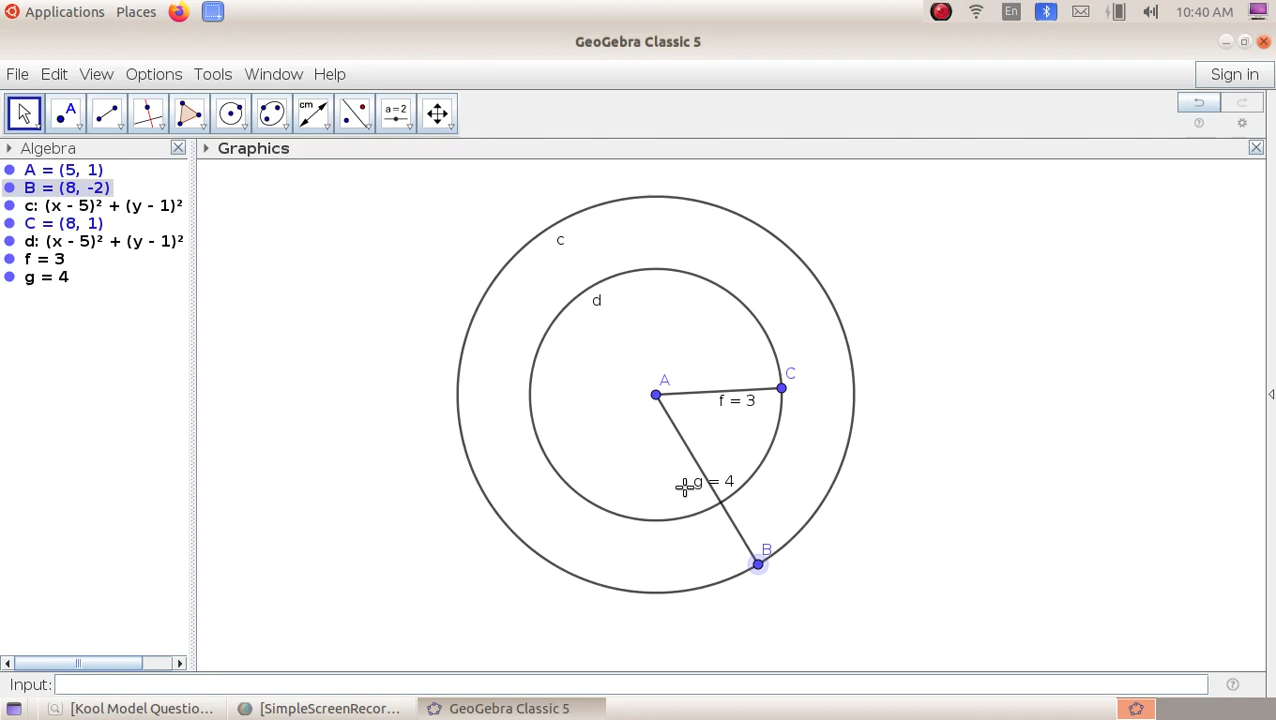 Applications Places En 10:40 AM
GeoGebra Classic 5
File Edit View Options Tools Window Help Sign in
A cm a=2
Algebra Graphics
A = (5, 1)
B = (8, -2)
c: (x - 5)² + (y - 1)²
C = (8, 1)
d: (x - 5)² + (y - 1)²
f = 3
g = 4
c
d
A
C
f = 3
g = 4
B
Input:
[Kool Model Questio... [SimpleScreenRecor... GeoGebra Classic 5